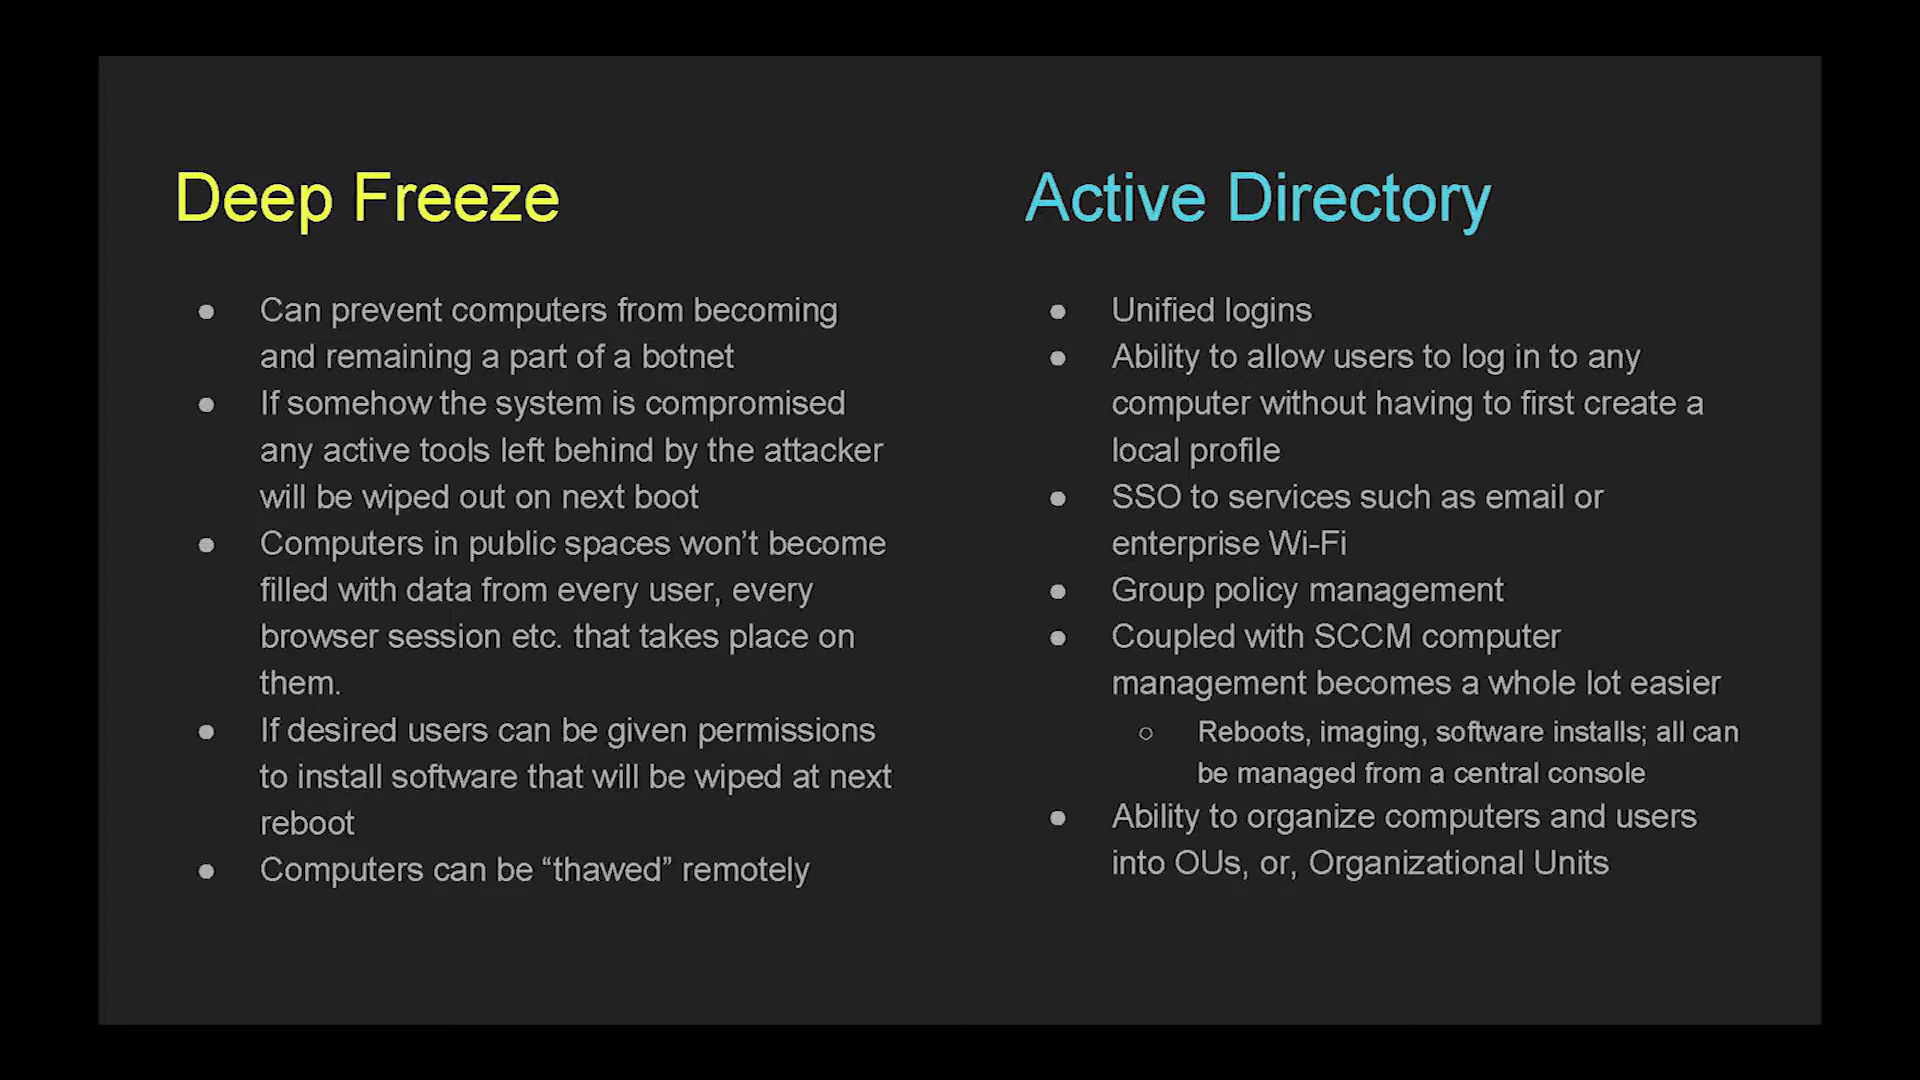 Deep Freeze
● Can prevent computers from becoming
and remaining a part of a botnet
● If somehow the system is compromised
any active tools left behind by the attacker
will be wiped out on next boot
● Computers in public spaces won’t become
filled with data from every user, every
browser session etc. that takes place on
them.
● If desired users can be given permissions
to install software that will be wiped at next
reboot
● Computers can be “thawed” remotely
Active Directory
● Unified logins
● Ability to allow users to log in to any
computer without having to first create a
local profile
● SSO to services such as email or
enterprise Wi-Fi
● Group policy management
● Coupled with SCCM computer
management becomes a whole lot easier
○ Reboots, imaging, software installs; all can
be managed from a central console
● Ability to organize computers and users
into OUs, or, Organizational Units